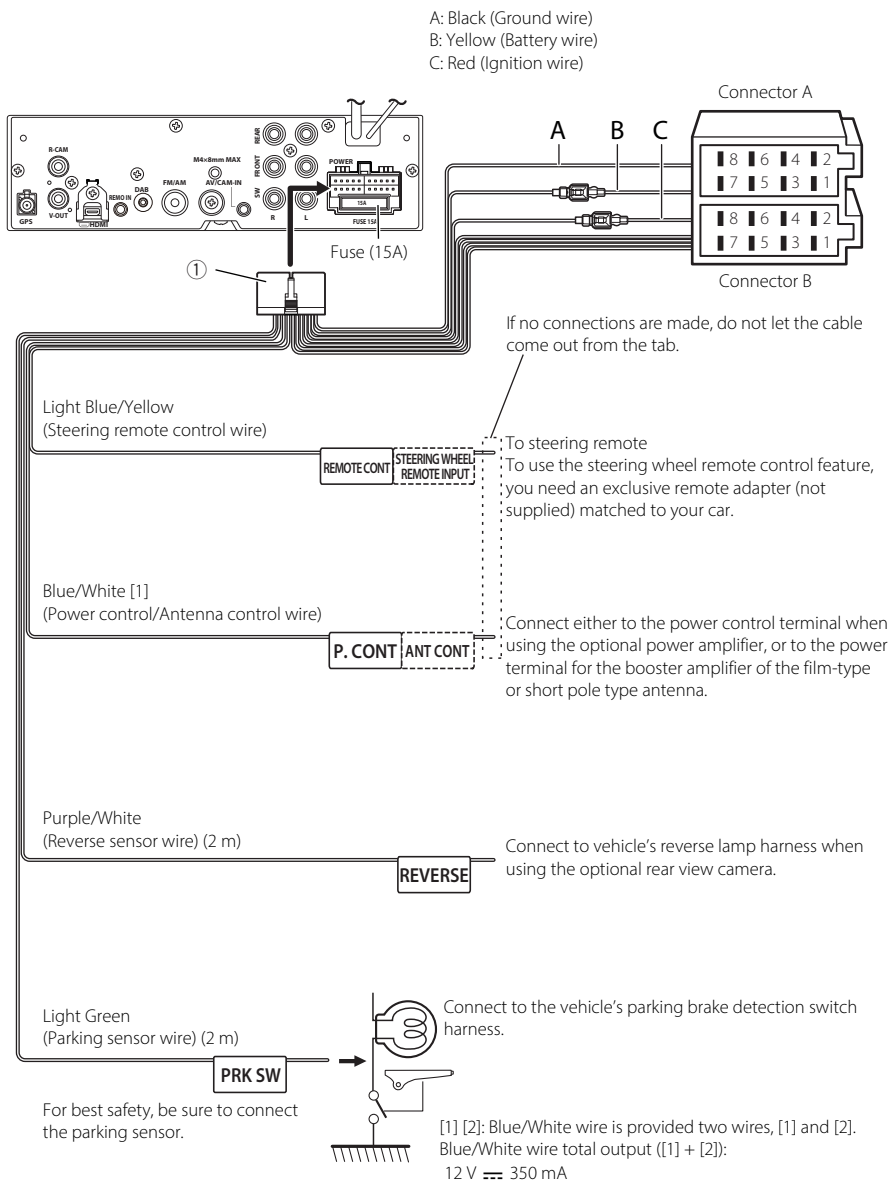 A: Black (Ground wire)
B: Yellow (Battery wire)
C: Red (Ignition wire)
Connector A
A B C
8 6 4 2
7 5 3 1
8 6 4 2
7 5 3 1
Connector B
R-CAM
V-OUT
GPS
HDMI
REMO IN
DAB
FM/AM
M4×8mm MAX
AV/CAM-IN
REAR
FRONT
SW
R L
POWER
15A
FUSE 15A
Fuse (15A)
1
If no connections are made, do not let the cable
come out from the tab.
Light Blue/Yellow
(Steering remote control wire)
REMOTE CONT
STEERING WHEEL
REMOTE INPUT
To steering remote
To use the steering wheel remote control feature,
you need an exclusive remote adapter (not
supplied) matched to your car.
Blue/White [1]
(Power control/Antenna control wire)
P. CONT ANT CONT
Connect either to the power control terminal when
using the optional power amplifier, or to the power
terminal for the booster amplifier of the film-type
or short pole type antenna.
Purple/White
(Reverse sensor wire) (2 m)
REVERSE
Connect to vehicle's reverse lamp harness when
using the optional rear view camera.
Light Green
(Parking sensor wire) (2 m)
PRK SW
Connect to the vehicle's parking brake detection switch
harness.
For best safety, be sure to connect
the parking sensor.
[1] [2]: Blue/White wire is provided two wires, [1] and [2].
Blue/White wire total output ([1] + [2]):
12 V ⎓ 350 mA